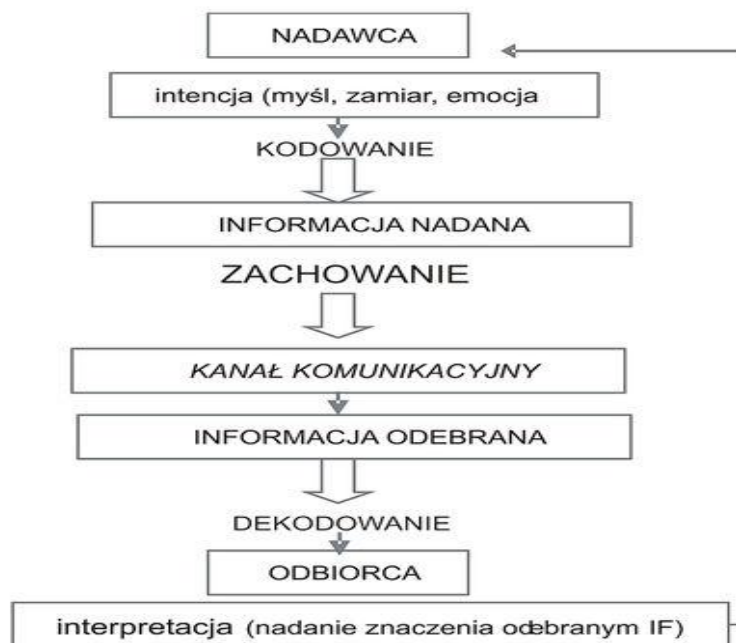 NADAWCA
intencja (myśl, zamiar, emocja
KODOWANIE
INFORMACJA NADANA
ZACHOWANIE
KANAŁ KOMUNIKACYJNY
INFORMACJA ODEBRANA
DEKODOWANIE
ODBIORCA
interpretacja (nadanie znaczenia odebranym IF)